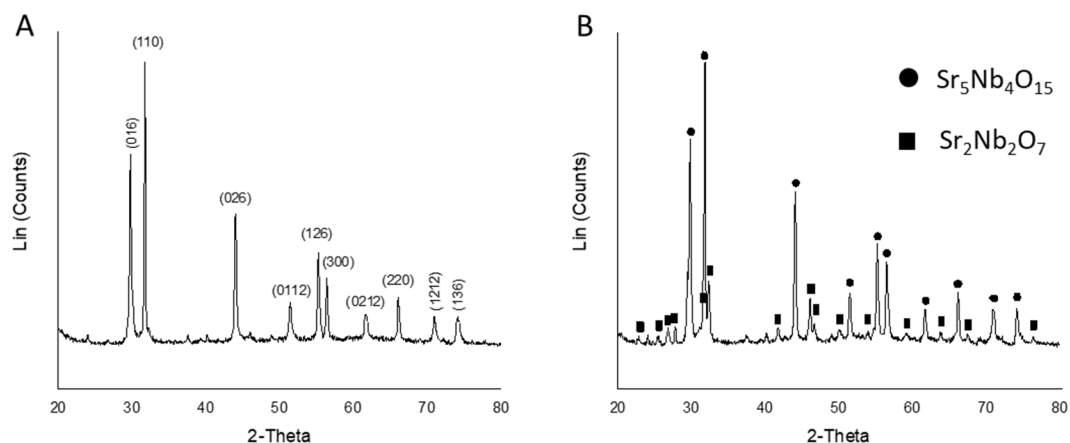 A
(110)
(016)
(026)
(126)
(300)
(0112)
(0212)
(220)
(1212)
(136)
Lin (Counts)
20 30 40 50 60 70 80
2-Theta
B
Sr₅Nb₄O₁₅
Sr₂Nb₂O₇
Lin (Counts)
20 30 40 50 60 70 80
2-Theta